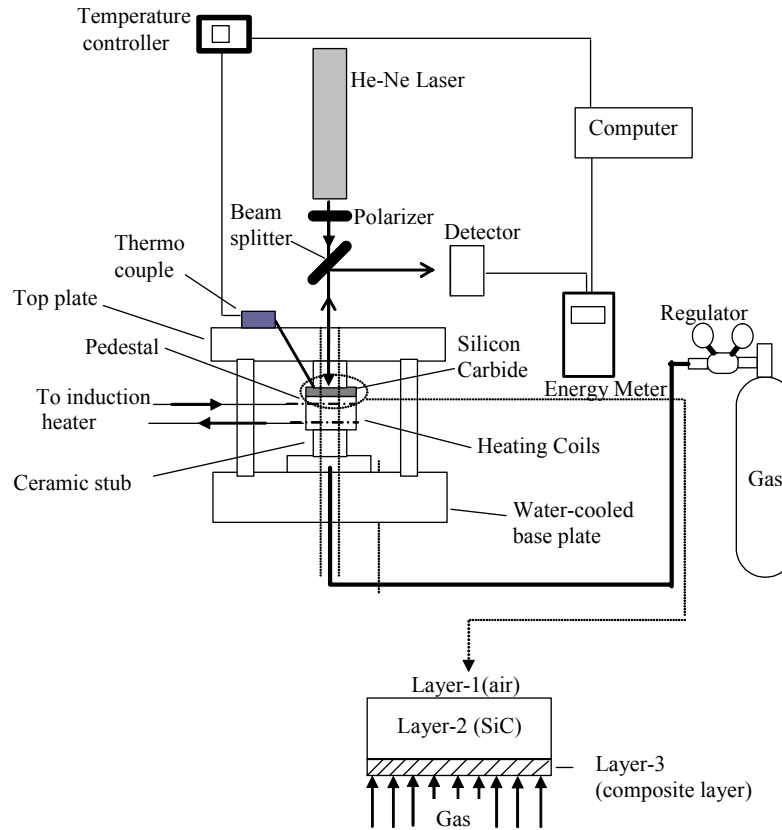 Temperature
controller
He-Ne Laser
Computer
Beam
splitter
Polarizer
Detector
Thermo
couple
Top plate
Regulator
Pedestal
Silicon
Carbide
To induction
heater
Energy Meter
Heating Coils
Ceramic stub
Gas
Water-cooled
base plate
Layer-1(air)
Layer-2 (SiC)
Layer-3
(composite layer)
Gas